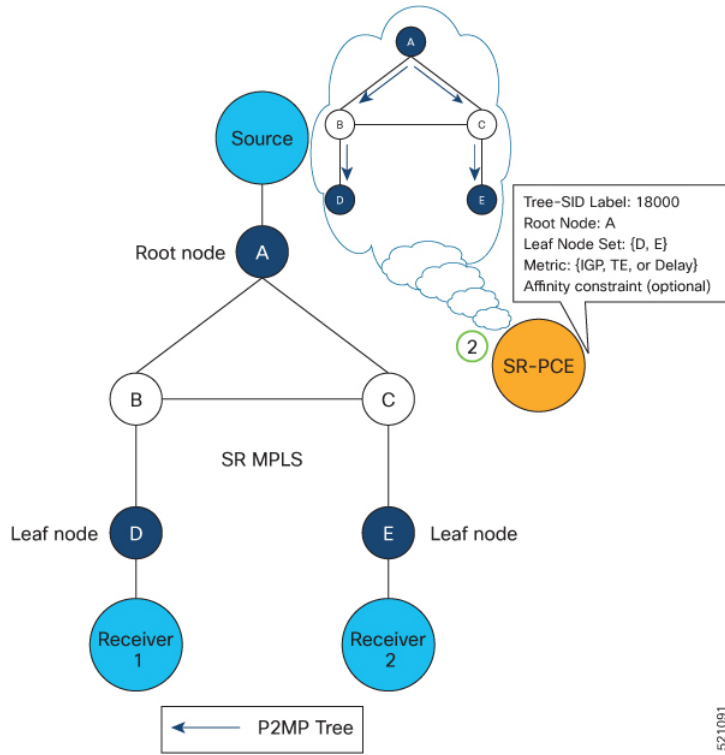 A
B
C
D
E
Source
Tree-SID Label: 18000
Root Node: A
Leaf Node Set: {D, E}
Metric: {IGP, TE, or Delay}
Affinity constraint (optional)
Root node
A
2
SR-PCE
B
C
SR MPLS
Leaf node
D
E
Leaf node
Receiver
1
Receiver
2
P2MP Tree
521091